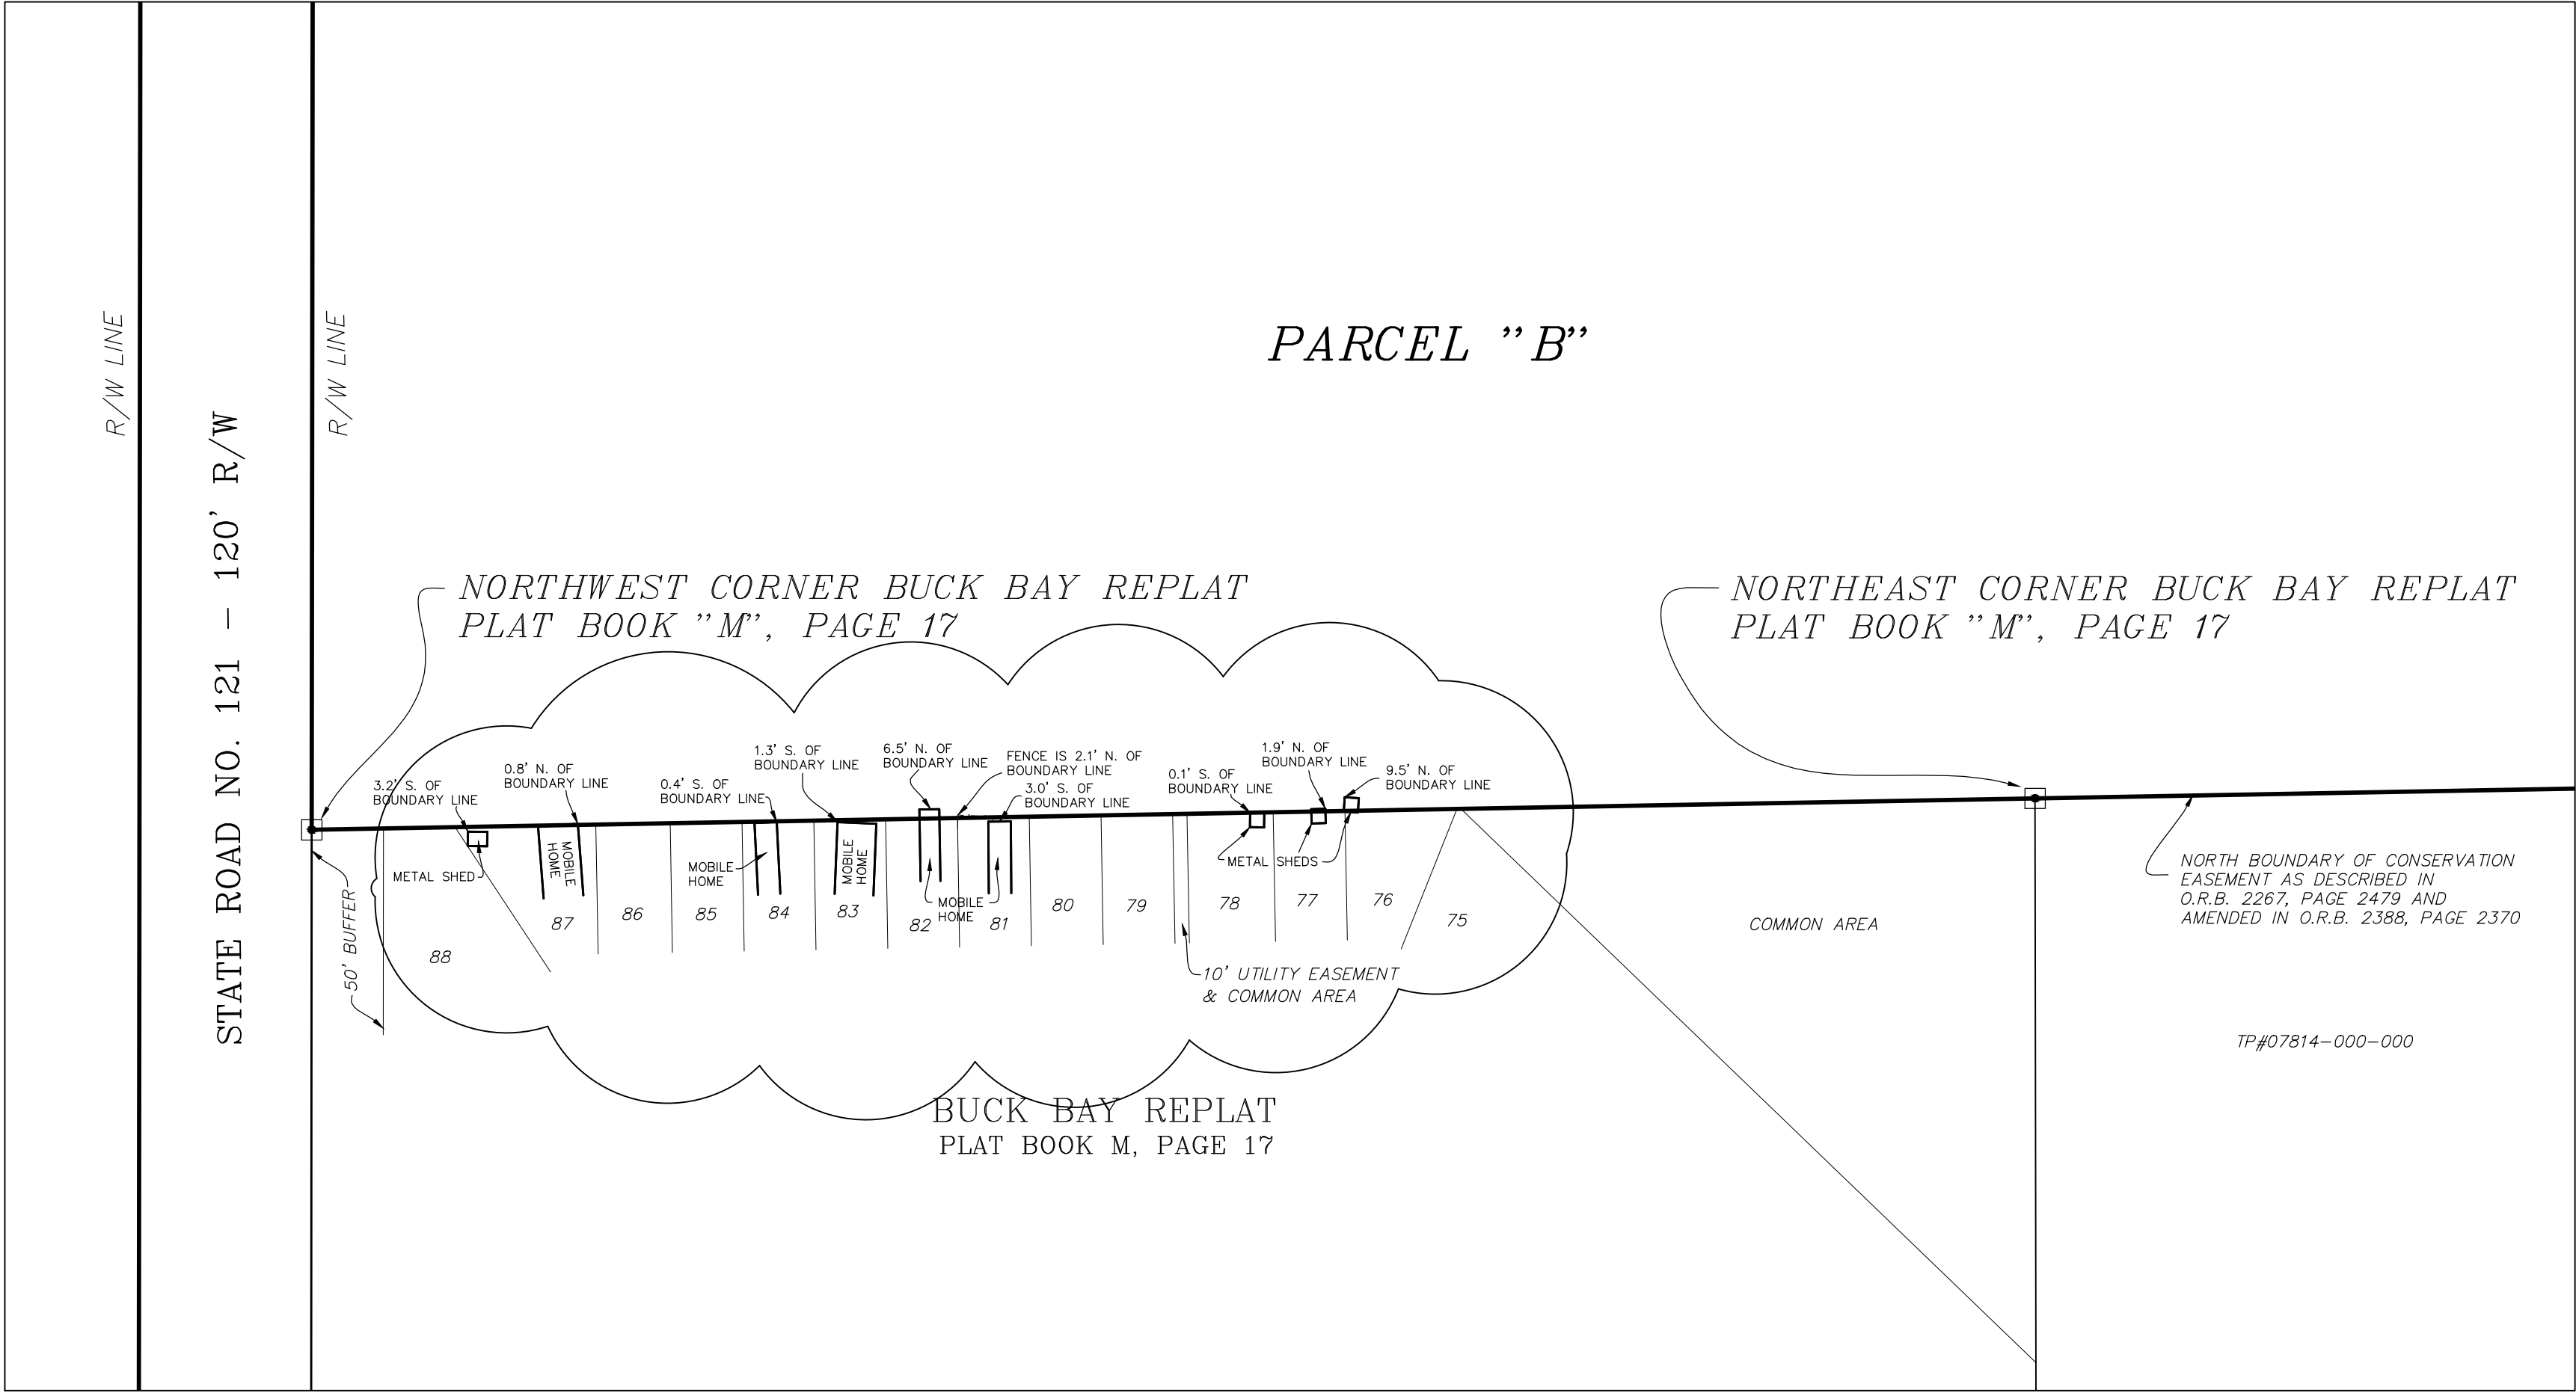 R/W LINE
R/W LINE
STATE ROAD NO. 121 - 120' R/W
PARCEL "B"
NORTHWEST CORNER BUCK BAY REPLAT
PLAT BOOK "M", PAGE 17
NORTHEAST CORNER BUCK BAY REPLAT
PLAT BOOK "M", PAGE 17
3.2' S. OF
BOUNDARY LINE
0.8' N. OF
BOUNDARY LINE
0.4' S. OF
BOUNDARY LINE
1.3' S. OF
BOUNDARY LINE
6.5' N. OF
BOUNDARY LINE
FENCE IS 2.1' N. OF
BOUNDARY LINE
3.0' S. OF
BOUNDARY LINE
0.1' S. OF
BOUNDARY LINE
1.9' N. OF
BOUNDARY LINE
9.5' N. OF
BOUNDARY LINE
METAL SHED
MOBILE
HOME
MOBILE
HOME
MOBILE
HOME
MOBILE
HOME
METAL SHEDS
50' BUFFER
88
87
86
85
84
83
82
81
80
79
78
77
76
75
10' UTILITY EASEMENT
& COMMON AREA
COMMON AREA
NORTH BOUNDARY OF CONSERVATION
EASEMENT AS DESCRIBED IN
O.R.B. 2267, PAGE 2479 AND
AMENDED IN O.R.B. 2388, PAGE 2370
TP#07814-000-000
BUCK BAY REPLAT
PLAT BOOK M, PAGE 17